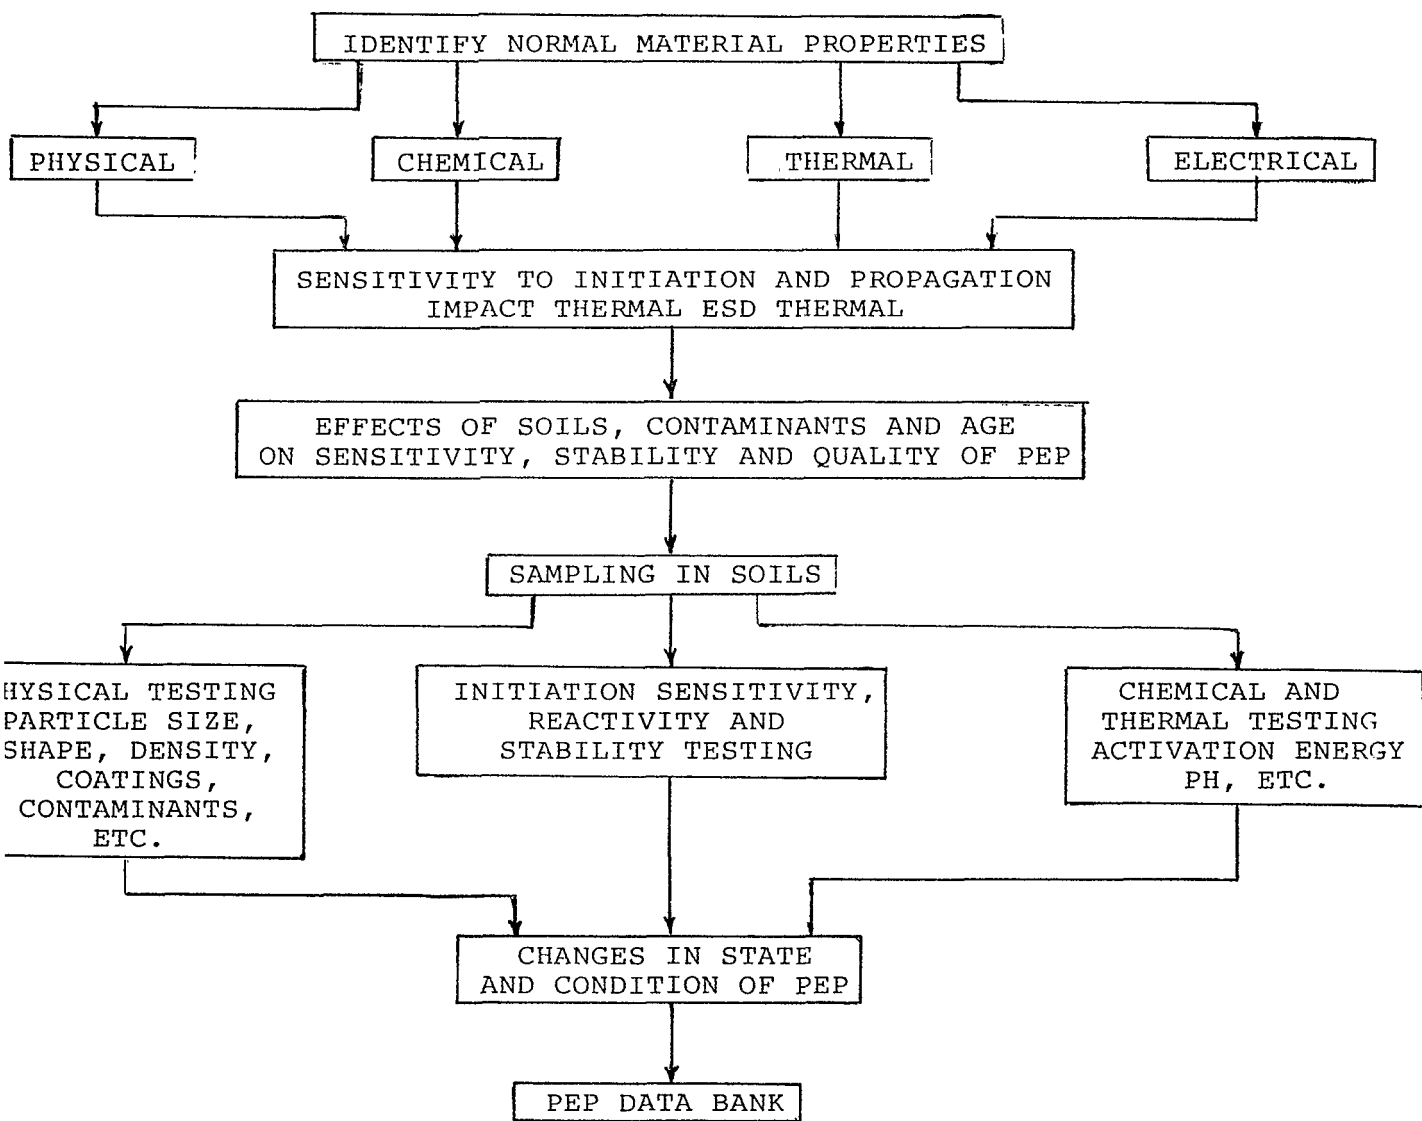 IDENTIFY NORMAL MATERIAL PROPERTIES
PHYSICAL
CHEMICAL
THERMAL
ELECTRICAL
SENSITIVITY TO INITIATION AND PROPAGATION
IMPACT THERMAL ESD THERMAL
EFFECTS OF SOILS, CONTAMINANTS AND AGE
ON SENSITIVITY, STABILITY AND QUALITY OF PEP
SAMPLING IN SOILS
HYSICAL TESTING
PARTICLE SIZE,
SHAPE, DENSITY,
COATINGS,
CONTAMINANTS,
ETC.
INITIATION SENSITIVITY,
REACTIVITY AND
STABILITY TESTING
CHEMICAL AND
THERMAL TESTING
ACTIVATION ENERGY
PH, ETC.
CHANGES IN STATE
AND CONDITION OF PEP
PEP DATA BANK